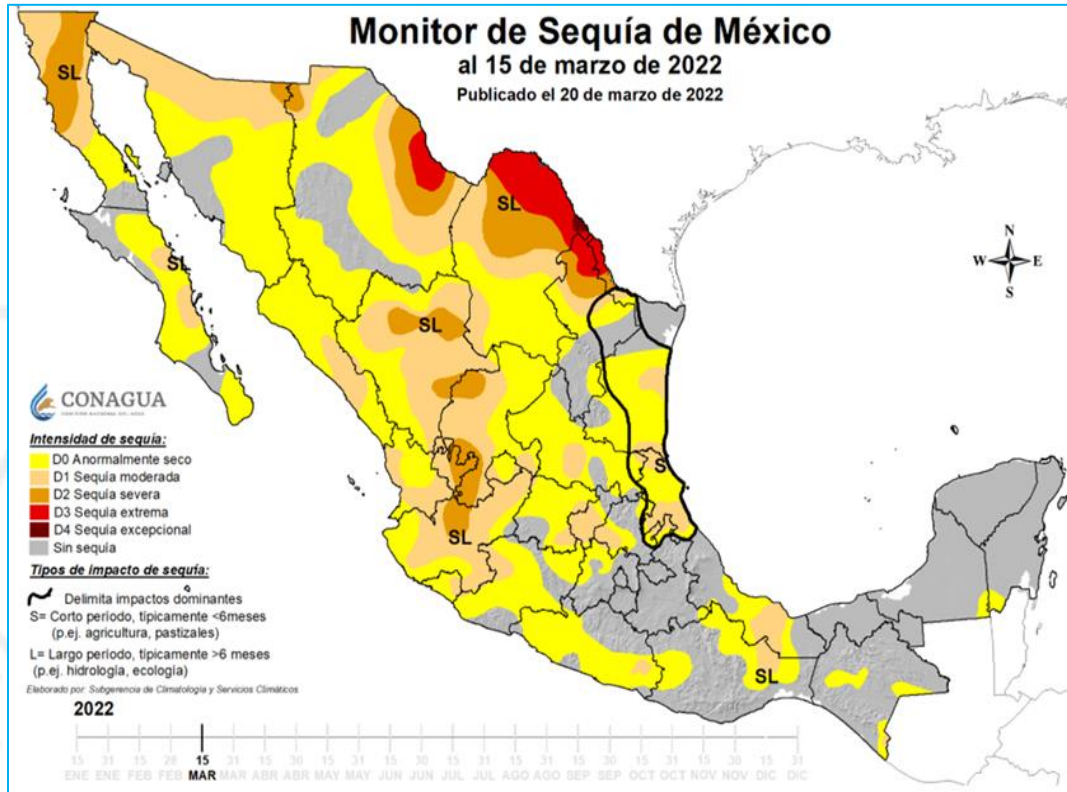 Monitor de Sequía de México
al 15 de marzo de 2022
Publicado el 20 de marzo de 2022
SL
SL
SL
SL
SL
S
SL
N
W E
S
CONAGUA
COMISIÓN NACIONAL DEL AGUA
Intensidad de sequía:
D0 Anormalmente seco
D1 Sequía moderada
D2 Sequía severa
D3 Sequía extrema
D4 Sequía excepcional
Sin sequía
Tipos de impacto de sequía:
Delimita impactos dominantes
S= Corto período, típicamente <6meses
(p.ej. agricultura, pastizales)
L= Largo período, típicamente >6 meses
(p.ej. hidrología, ecología)
Elaborado por: Subgerencia de Climatología y Servicios Climáticos
2022
15 31 15 28 15 31 15 30 15 31 15 30 15 31 15 31 15 30 15 31 15 30 15 31
ENE ENE FEB FEB MAR MAR ABR ABR MAY MAY JUN JUN JUL JUL AGO AGO SEP SEP OCT OCT NOV NOV DIC DIC